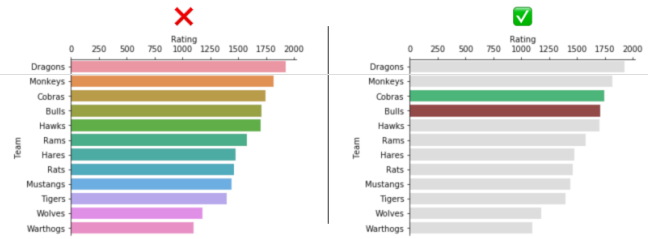 Rating
0 250 500 750 1000 1250 1500 1750 2000
Dragons
Monkeys
Cobras
Bulls
Hawks
Rams
Hares
Rats
Mustangs
Tigers
Wolves
Warthogs
Team
Rating
0 250 500 750 1000 1250 1500 1750 2000
Dragons
Monkeys
Cobras
Bulls
Hawks
Rams
Hares
Rats
Mustangs
Tigers
Wolves
Warthogs
Team